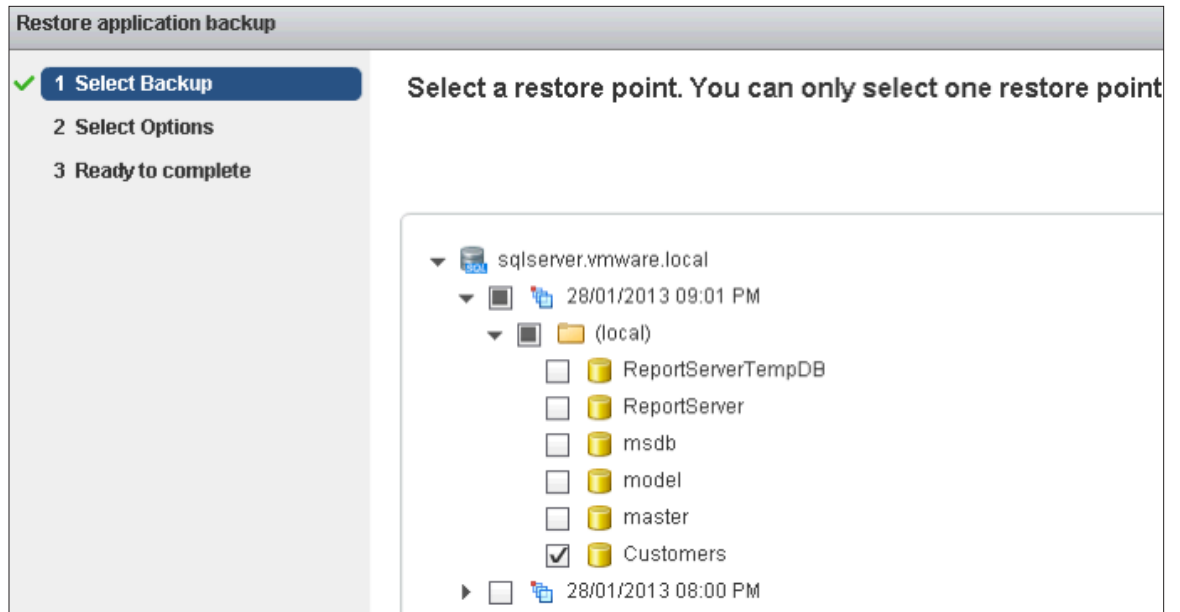 Restore application backup
1 Select Backup
2 Select Options
3 Ready to complete
Select a restore point. You can only select one restore point
sqlserver.vmware.local
28/01/2013 09:01 PM
(local)
ReportServerTempDB
ReportServer
msdb
model
master
Customers
28/01/2013 08:00 PM
SQL